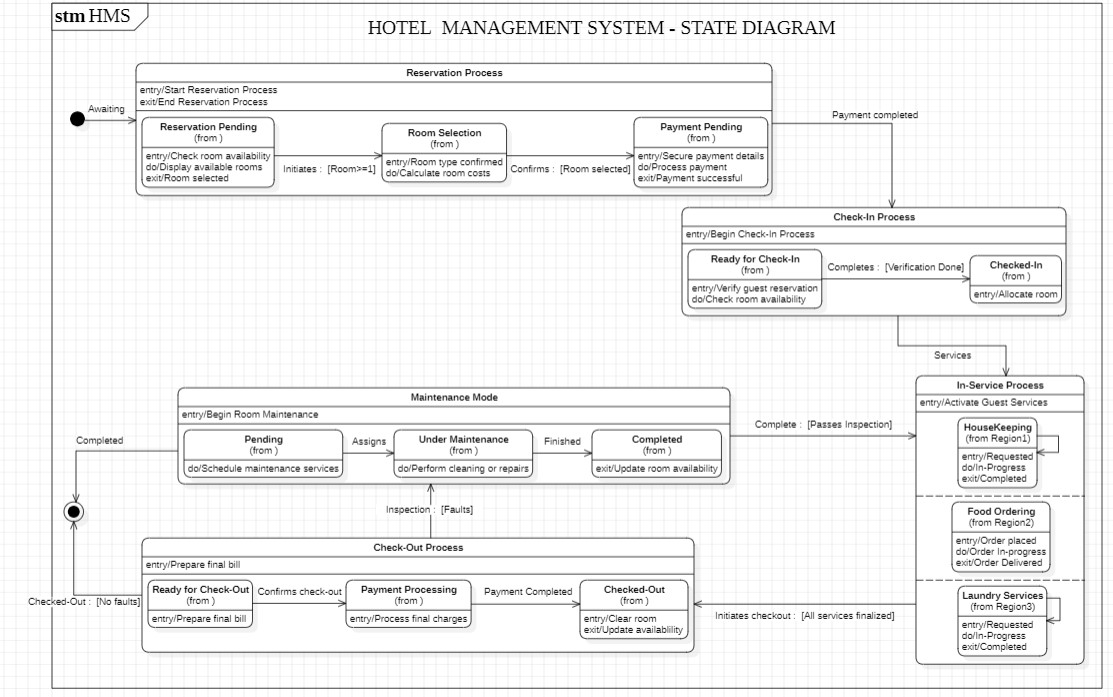 stm HMS
HOTEL MANAGEMENT SYSTEM - STATE DIAGRAM
Reservation Process
entry/Start Reservation Process
exit/End Reservation Process
Awaiting
Reservation Pending
(from )
entry/Check room availability
do/Display available rooms
exit/Room selected
Initiates : [Room>=1]
Room Selection
(from )
entry/Room type confirmed
do/Calculate room costs
Confirms : [Room selected]
Payment Pending
(from )
entry/Secure payment details
do/Process payment
exit/Payment successful
Payment completed
Check-In Process
entry/Begin Check-In Process
Ready for Check-In
(from )
entry/Verify guest reservation
do/Check room availability
Completes : [Verification Done]
Checked-In
(from )
entry/Allocate room
Services
In-Service Process
entry/Activate Guest Services
HouseKeeping
(from Region1)
entry/Requested
do/In-Progress
exit/Completed
Food Ordering
(from Region2)
entry/Order placed
do/Order In-progress
exit/Order Delivered
Laundry Services
(from Region3)
entry/Requested
do/In-Progress
exit/Completed
Maintenance Mode
entry/Begin Room Maintenance
Pending
(from )
do/Schedule maintenance services
Assigns
Under Maintenance
(from )
do/Perform cleaning or repairs
Finished
Completed
(from )
exit/Update room availability
Complete : [Passes Inspection]
Completed
Inspection : [Faults]
Check-Out Process
entry/Prepare final bill
Ready for Check-Out
(from )
entry/Prepare final bill
Confirms check-out
Payment Processing
(from )
entry/Process final charges
Payment Completed
Checked-Out
(from )
entry/Clear room
exit/Update availablility
Initiates checkout : [All services finalized]
Checked-Out : [No faults]